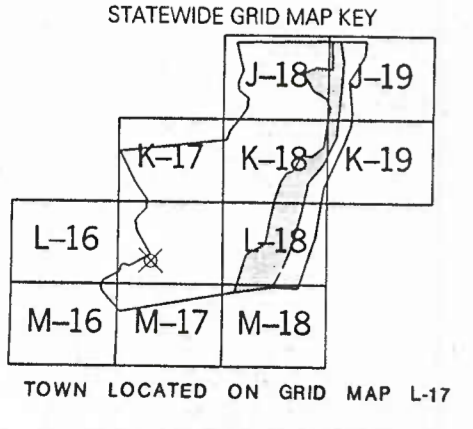 STATEWIDE GRID MAP KEY
J–18 J–19
K–17 K–18 K–19
L–16 L–18
M–16 M–17 M–18
TOWN LOCATED ON GRID MAP L-17